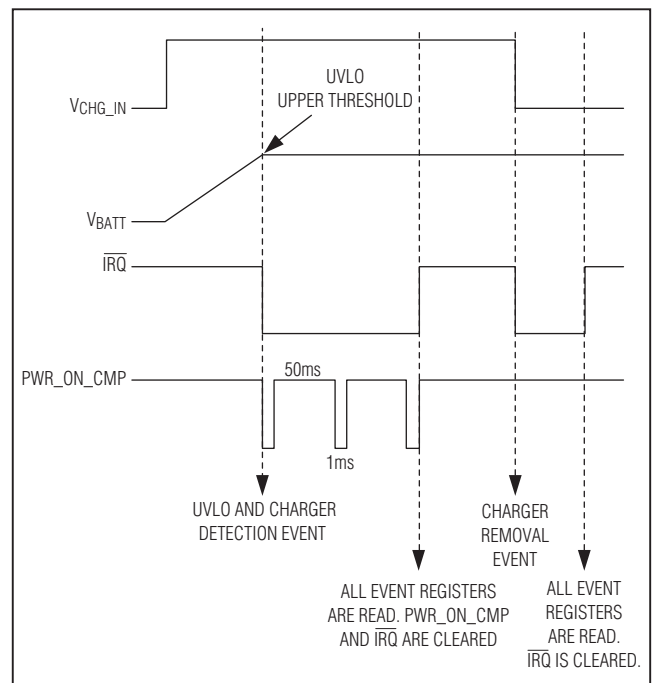 UVLO
UPPER THRESHOLD
VCHG_IN
VBATT
IRQ
PWR_ON_CMP
50ms
1ms
UVLO AND CHARGER
DETECTION EVENT
CHARGER
REMOVAL
EVENT
ALL EVENT REGISTERS
ARE READ. PWR_ON_CMP
AND IRQ ARE CLEARED
ALL EVENT
REGISTERS
ARE READ.
IRQ IS CLEARED.